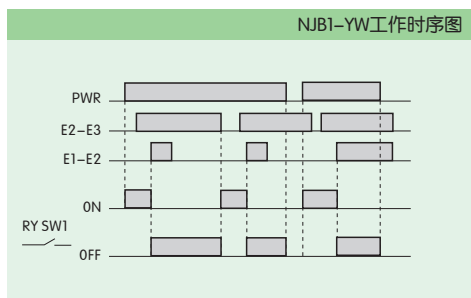 NJB1-YW工作时序图
PWR
E2-E3
E1-E2
ON
RY SW1
OFF